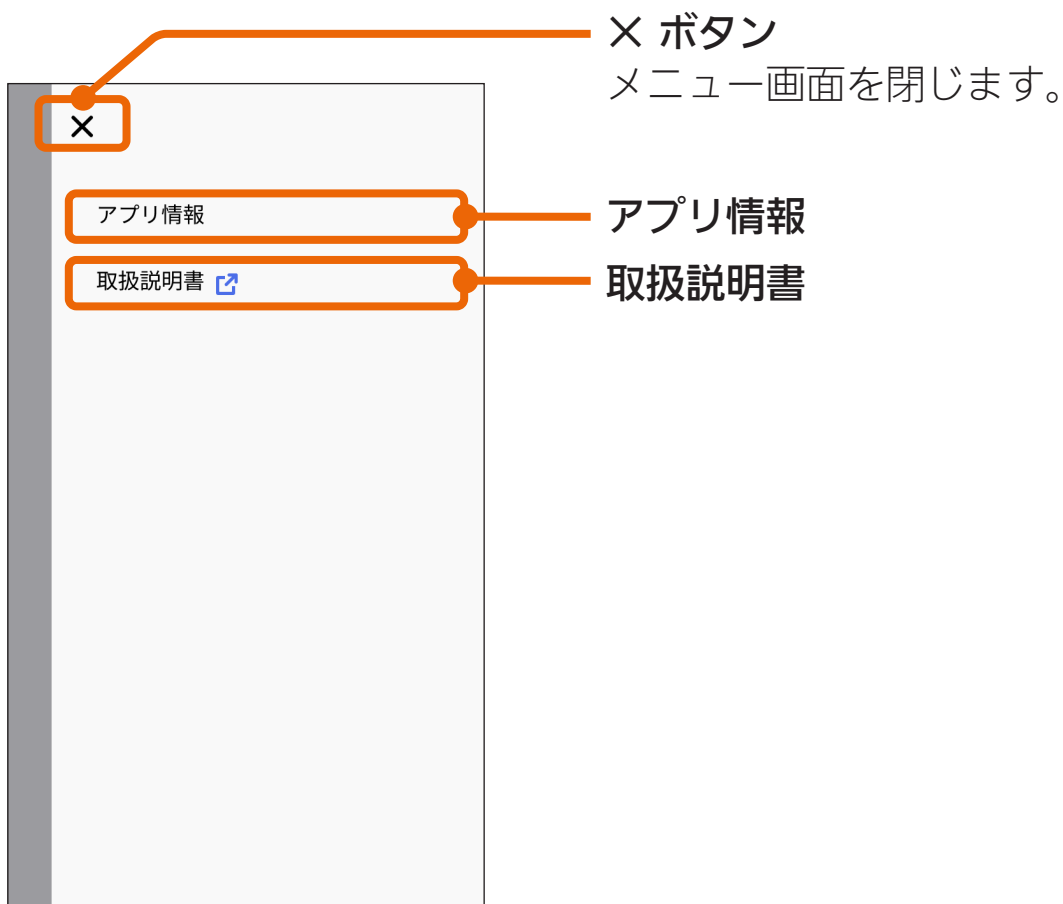 × ボタン
メニュー画面を閉じます。
×
アプリ情報
アプリ情報
取扱説明書
取扱説明書